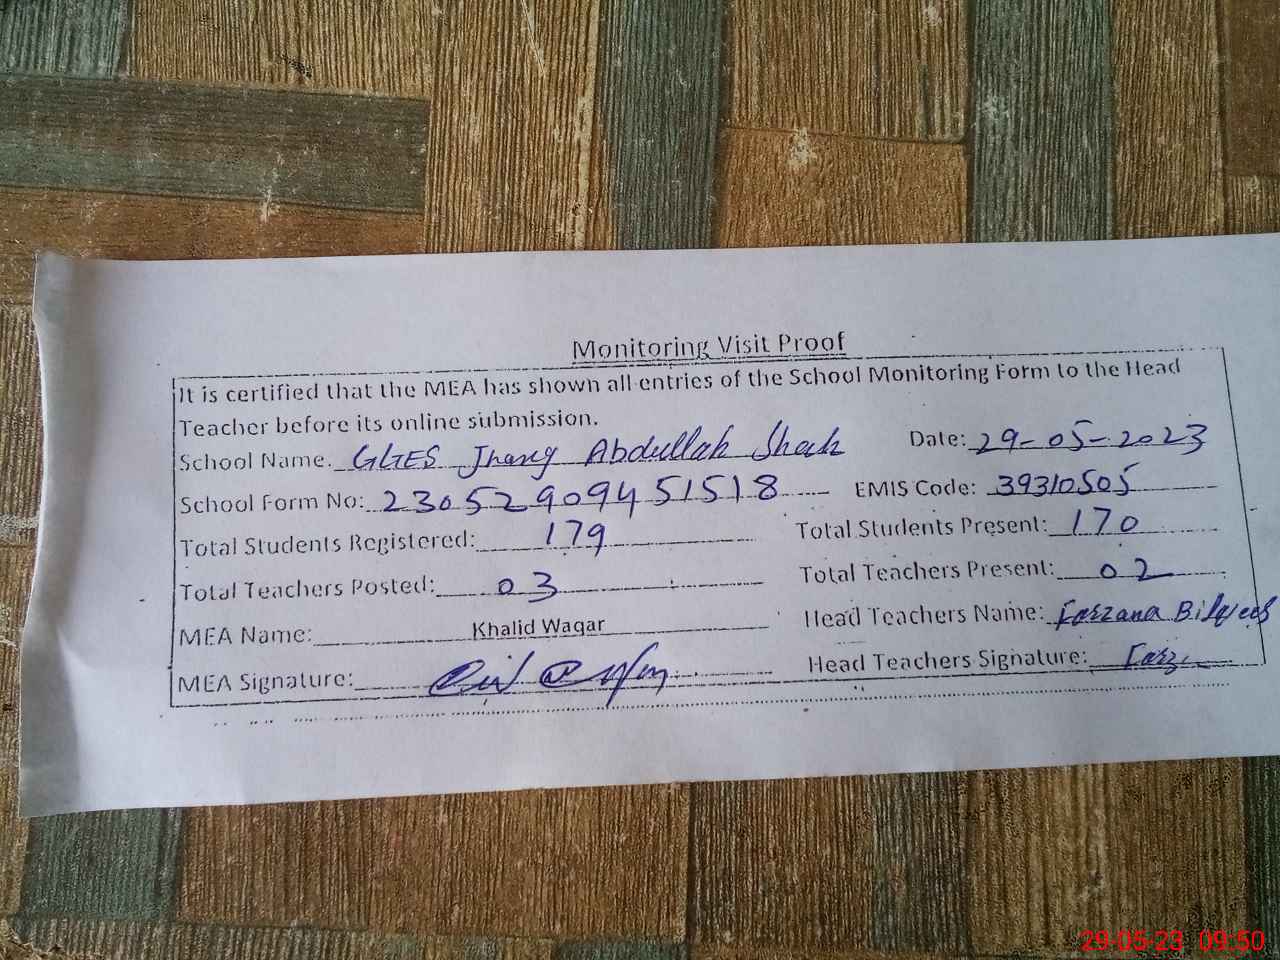 Monitoring Visit Proof
It is certified that the MEA has shown all entries of the School Monitoring Form to the Head
Teacher before its online submission.
School Name. GGES Jhang Abdullah Shah Date: 29-05-2023
School Form No: 23052909451518 EMIS Code: 39310505
Total Students Registered: 179 Total Students Present: 170
Total Teachers Posted: 03 Total Teachers Present: 02
MEA Name: Khalid Waqar Head Teachers Name: Farzana Bilqees
MEA Signature: Head Teachers Signature: Farz
29-05-23 09:50